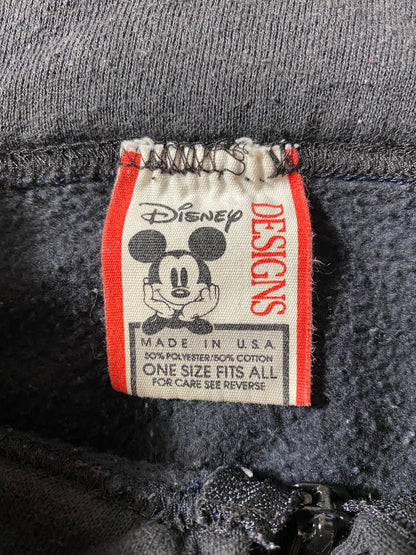 Disney
DESIGNS
MADE IN U.S.A.
50% POLYESTER/50% COTTON
ONE SIZE FITS ALL
FOR CARE SEE REVERSE